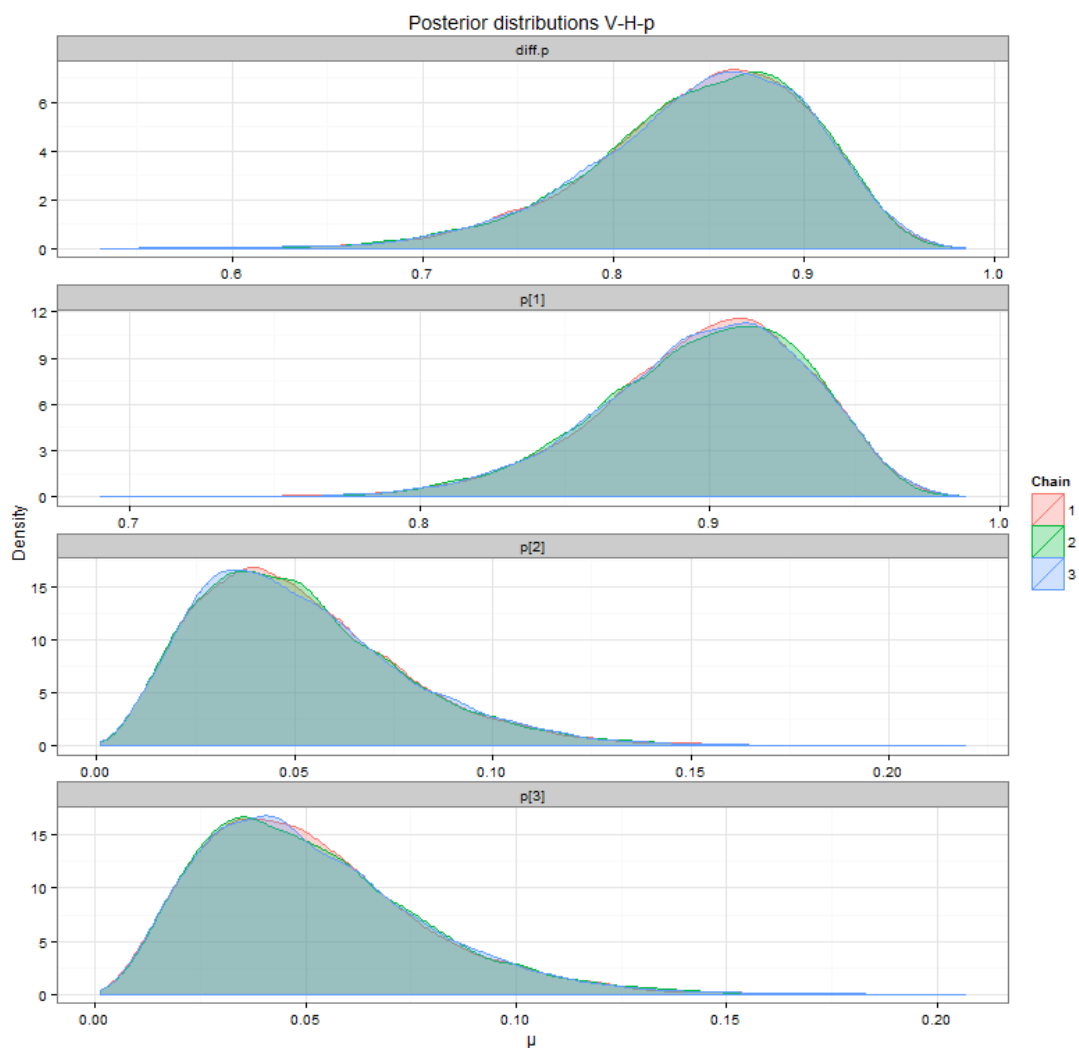 Posterior distributions V-H-p
diff.p
6
4
2
0
0.6 0.7 0.8 0.9 1.0
p[1]
12
9
6
3
0
0.7 0.8 0.9 1.0
p[2]
15
10
5
0
0.00 0.05 0.10 0.15 0.20
p[3]
15
10
5
0
0.00 0.05 0.10 0.15 0.20
μ
Density
Chain
1
2
3